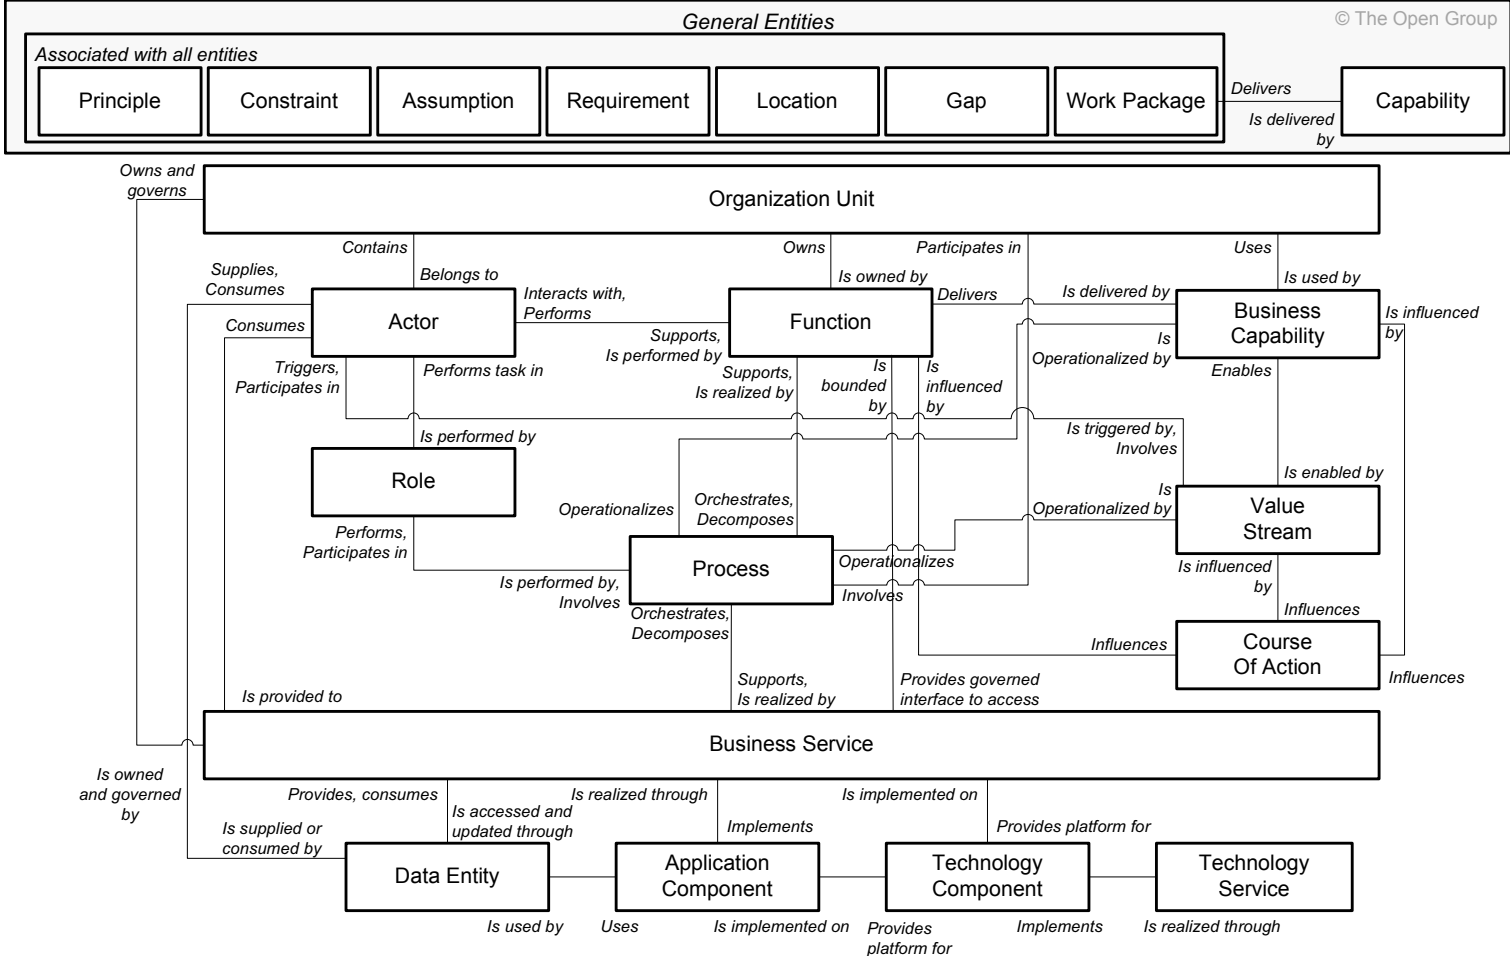 General Entities
© The Open Group
Associated with all entities
Principle
Constraint
Assumption
Requirement
Location
Gap
Work Package
Delivers
Is delivered
by
Capability
Owns and
governs
Organization Unit
Contains
Owns
Participates in
Uses
Supplies,
Consumes
Belongs to
Is owned by
Is used by
Interacts with,
Performs
Delivers
Is delivered by
Consumes
Actor
Function
Business
Capability
Is influenced
by
Supports,
Is performed by
Is
Operationalized by
Triggers,
Participates in
Performs task in
Supports,
Is realized by
Is
bounded
by
Is
influenced
by
Enables
Is performed by
Is triggered by,
Involves
Role
Is enabled by
Operationalizes
Orchestrates,
Decomposes
Is
Operationalized by
Value
Stream
Performs,
Participates in
Process
Operationalizes
Is influenced
by
Is performed by,
Involves
Involves
Orchestrates,
Decomposes
Influences
Influences
Course
Of Action
Influences
Is provided to
Supports,
Is realized by
Provides governed
interface to access
Business Service
Is owned
and governed
by
Provides, consumes
Is accessed and
updated through
Is realized through
Implements
Is implemented on
Provides platform for
Is supplied or
consumed by
Data Entity
Application
Component
Technology
Component
Technology
Service
Is used by
Uses
Is implemented on
Provides
platform for
Implements
Is realized through